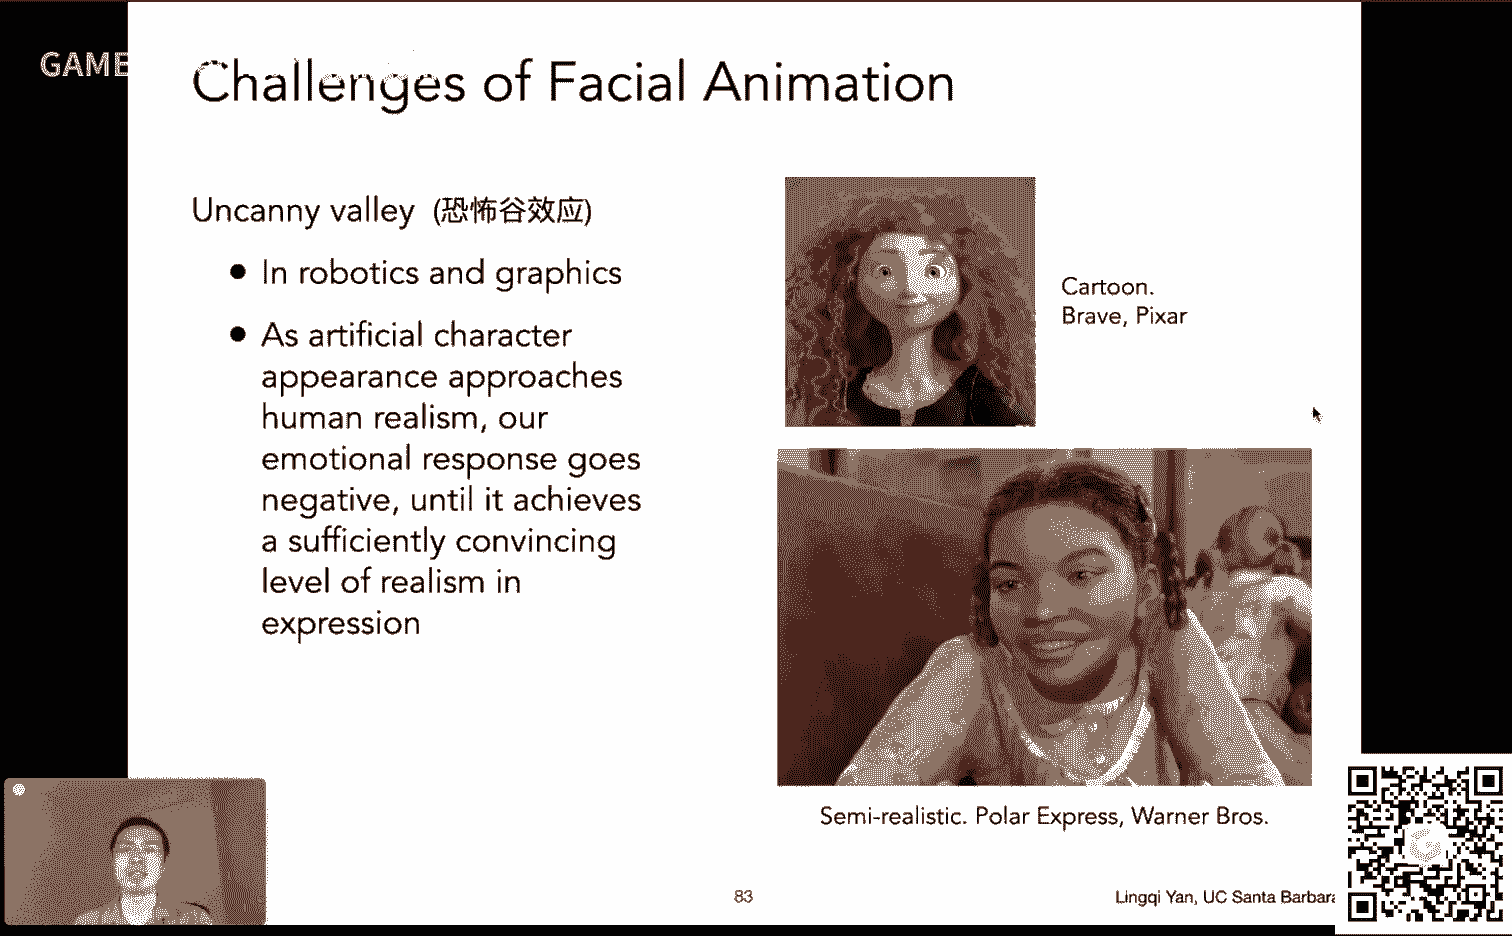 GAME
Challenges of Facial Animation
Uncanny valley (恐怖谷效应)
• In robotics and graphics
• As artificial character
appearance approaches
human realism, our
emotional response goes
negative, until it achieves
a sufficiently convincing
level of realism in
expression
Cartoon.
Brave, Pixar
Semi-realistic. Polar Express, Warner Bros.
83
Lingqi Yan, UC Santa Barbara